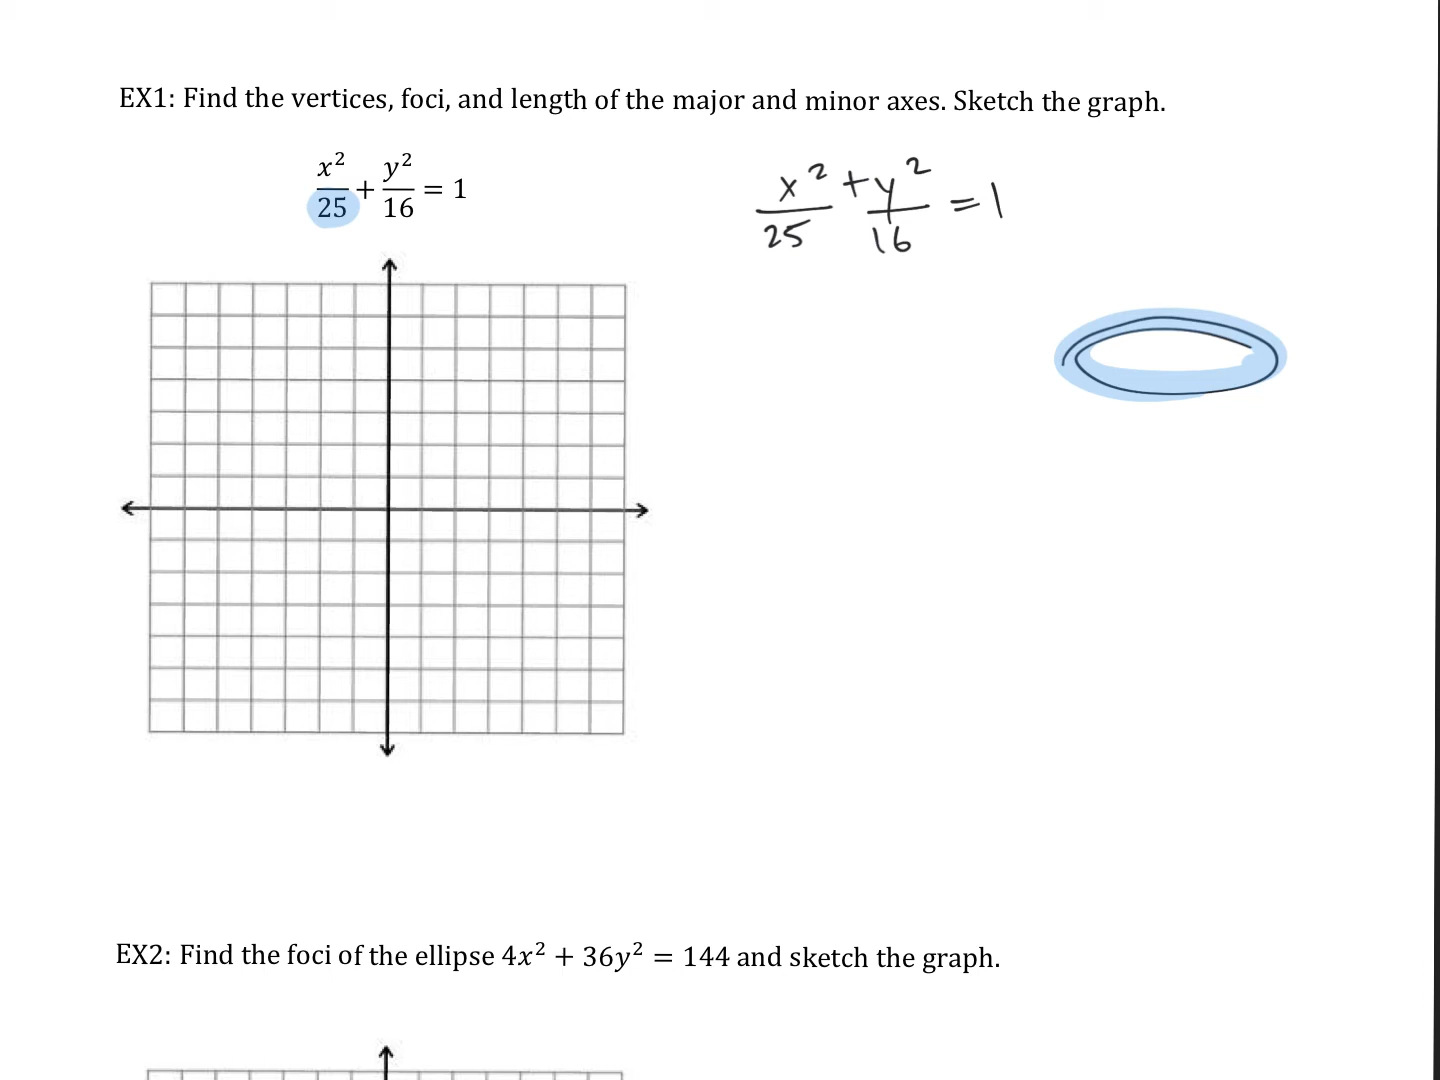 EX1: Find the vertices, foci, and length of the major and minor axes. Sketch the graph.
x²/25 + y²/16 = 1
x²/25 + y²/16 = 1
EX2: Find the foci of the ellipse 4x² + 36y² = 144 and sketch the graph.